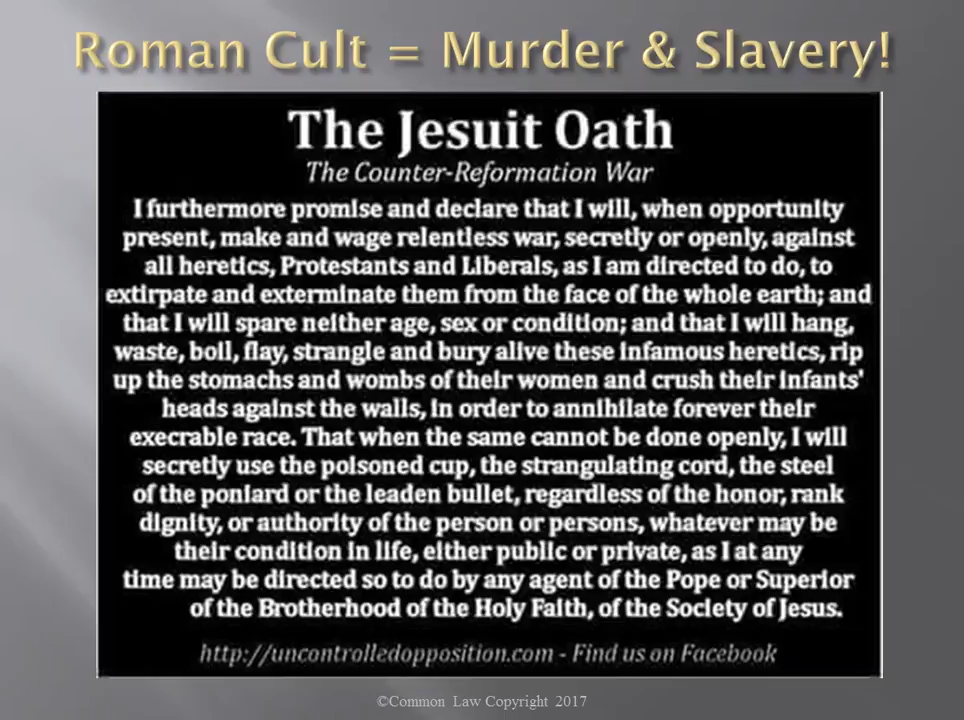 Roman Cult = Murder & Slavery!
The Jesuit Oath
The Counter-Reformation War
I furthermore promise and declare that I will, when opportunity
present, make and wage relentless war, secretly or openly, against
all heretics, Protestants and Liberals, as I am directed to do, to
extirpate and exterminate them from the face of the whole earth; and
that I will spare neither age, sex or condition; and that I will hang,
waste, boil, flay, strangle and bury alive these infamous heretics, rip
up the stomachs and wombs of their women and crush their infants'
heads against the walls, in order to annihilate forever their
execrable race. That when the same cannot be done openly, I will
secretly use the poisoned cup, the strangulating cord, the steel
of the poniard or the leaden bullet, regardless of the honor, rank
dignity, or authority of the person or persons, whatever may be
their condition in life, either public or private, as I at any
time may be directed so to do by any agent of the Pope or Superior
of the Brotherhood of the Holy Faith, of the Society of Jesus.
http://uncontrolledopposition.com - Find us on Facebook
©Common Law Copyright 2017